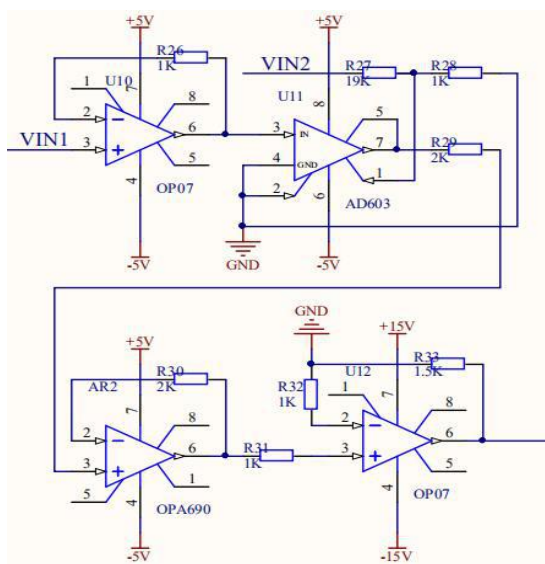 +5V
+5V
R26
1K
VIN2
R27
19K
R28
1K
1
U10
7
U11
8
2
8
5
R29
2K
VIN1
3
6
3
IN
7
5
4
GND
4
OP07
2
1
6
AD603
-5V
GND
-5V
GND
+5V
+15V
AR2
R30
2K
U12
R33
1.5K
R32
1K
1
7
7
8
8
2
2
3
6
R31
1K
3
6
5
1
5
4
4
OPA690
OP07
-5V
-15V